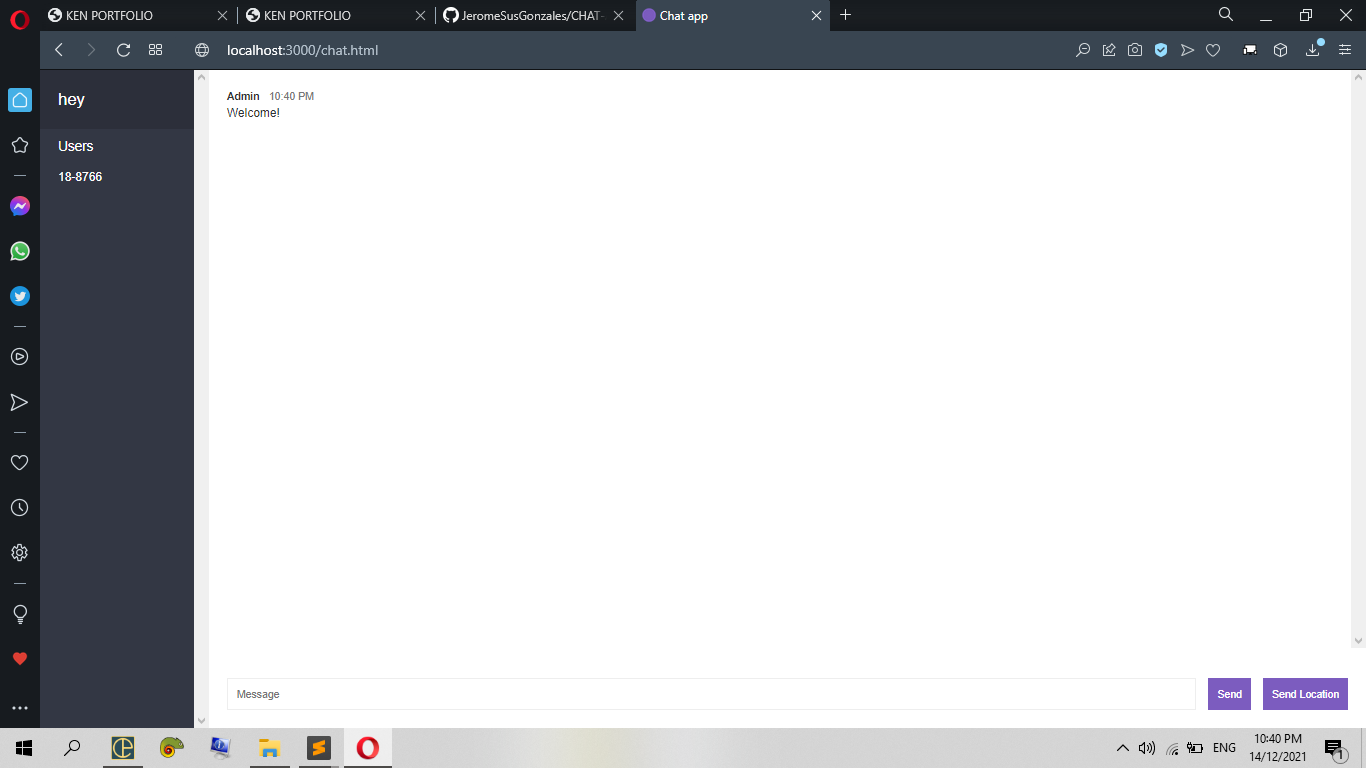 KEN PORTFOLIO
KEN PORTFOLIO
JeromeSusGonzales/CHAT-
Chat app
localhost:3000/chat.html
hey
Users
18-8766
Admin 10:40 PM
Welcome!
Message
Send
Send Location
ENG
10:40 PM
14/12/2021
1